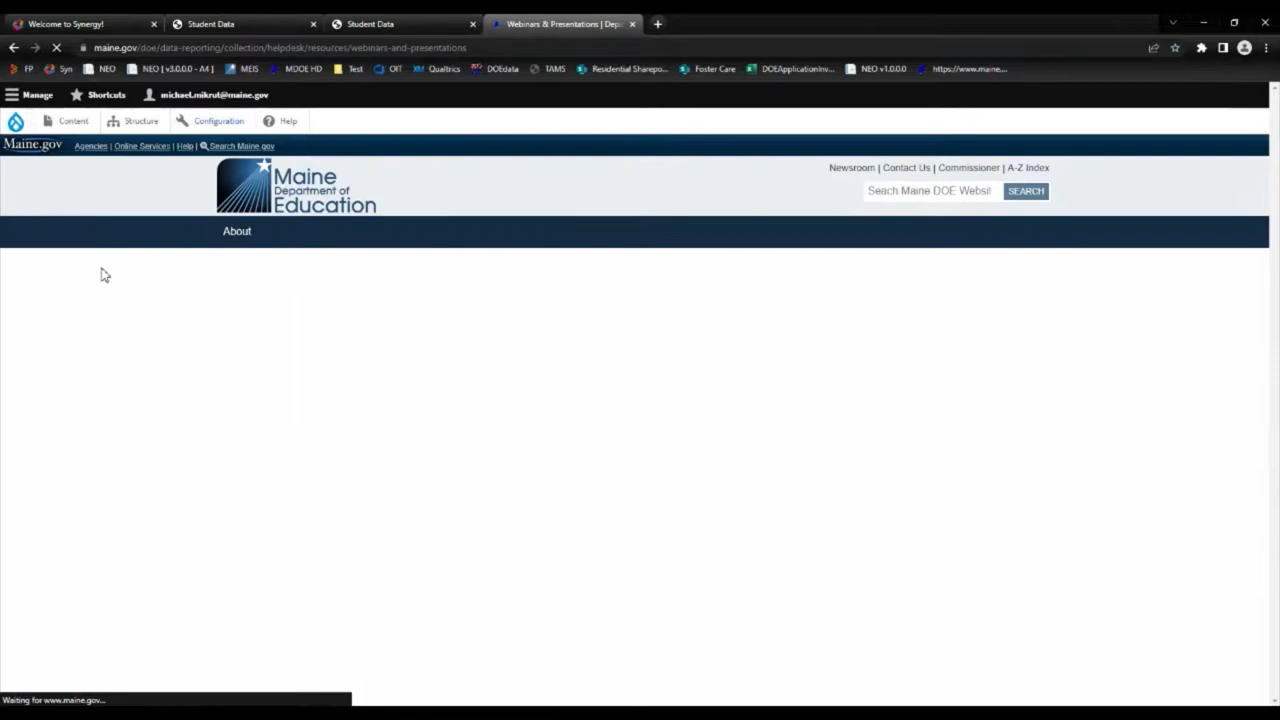 Welcome to Synergy!
Student Data
Student Data
Webinars & Presentations | Dep
maine.gov/doe/data-reporting/collection/helpdesk/resources/webinars-and-presentations
FP Syn NEO NEO | v3.0.0.0 - A4 | MEIS MDOE HD Test OIT Qualtrics DOEdata TAMS Residential Sharepo... Foster Care DOEApplicationInv... NEO v1.0.0.0 https://www.maine....
Manage Shortcuts michael.mikrut@maine.gov
Content Structure Configuration Help
Maine.gov Agencies | Online Services | Help | Search Maine.gov
Maine
Department of
Education
Newsroom | Contact Us | Commissioner | A-Z Index
Seach Maine DOE Websit SEARCH
About
Waiting for www.maine.gov...